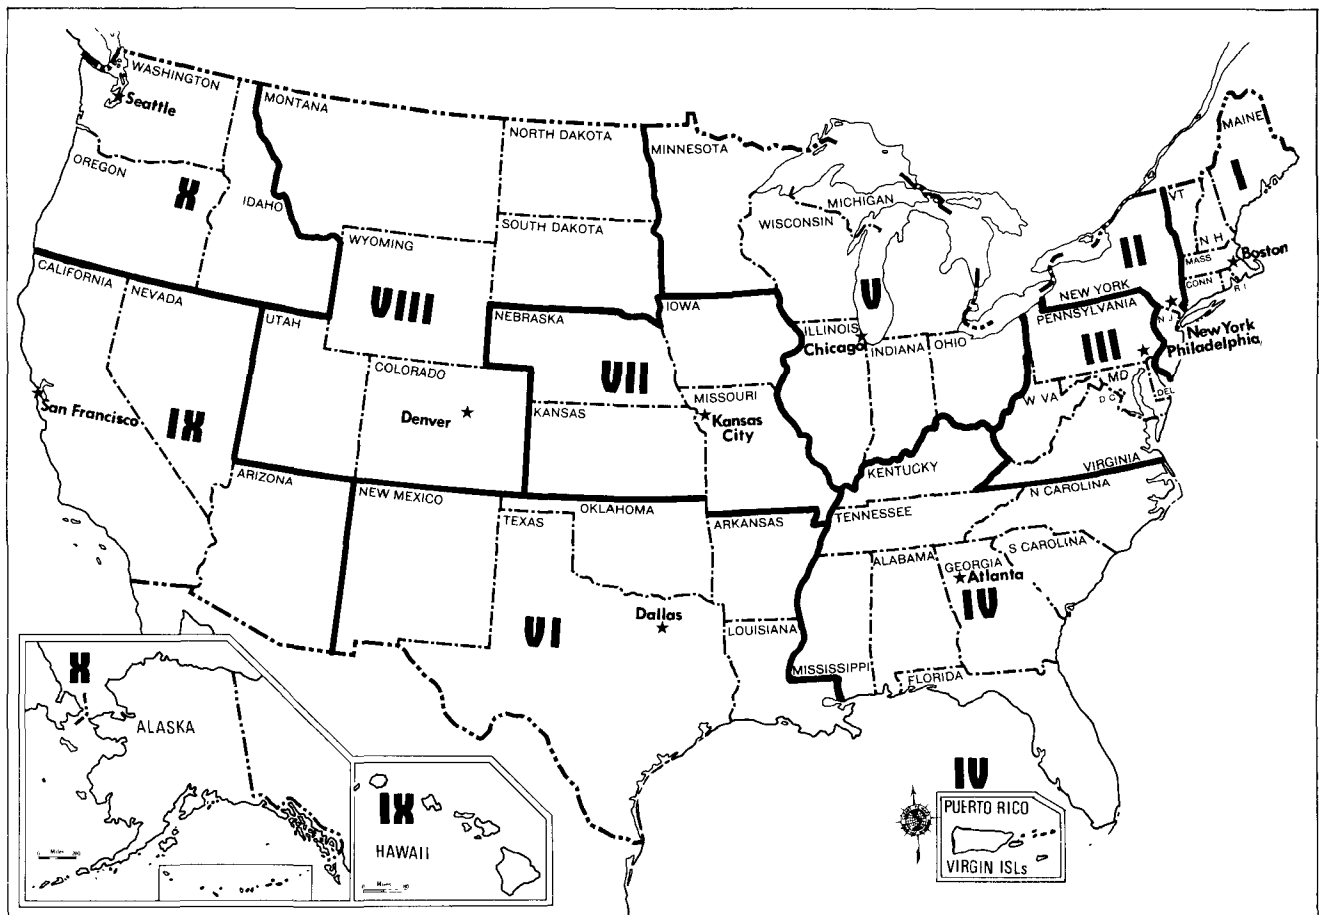 WASHINGTON
Seattle
MONTANA
NORTH DAKOTA
MINNESOTA
OREGON
X
IDAHO
MAINE
I
MICHIGAN
WISCONSIN
VT
N H
WYOMING
SOUTH DAKOTA
II
MASS
Boston
CALIFORNIA
NEVADA
VIII
V
CONN
R I
NEW YORK
UTAH
NEBRASKA
IOWA
PENNSYLVANIA
N J
ILLINOIS
Chicago
INDIANA
OHIO
III
New York
Philadelphia
COLORADO
VII
MD
W VA
D C
DEL
San Francisco
IX
Denver
KANSAS
MISSOURI
Kansas
City
ARIZONA
NEW MEXICO
KENTUCKY
VIRGINIA
TEXAS
OKLAHOMA
ARKANSAS
TENNESSEE
N CAROLINA
ALABAMA
GEORGIA
S CAROLINA
Atlanta
IV
VI
Dallas
LOUISIANA
MISSISSIPPI
FLORIDA
X
ALASKA
Miles
0
IX
HAWAII
Miles
0
IV
PUERTO RICO
VIRGIN ISLs